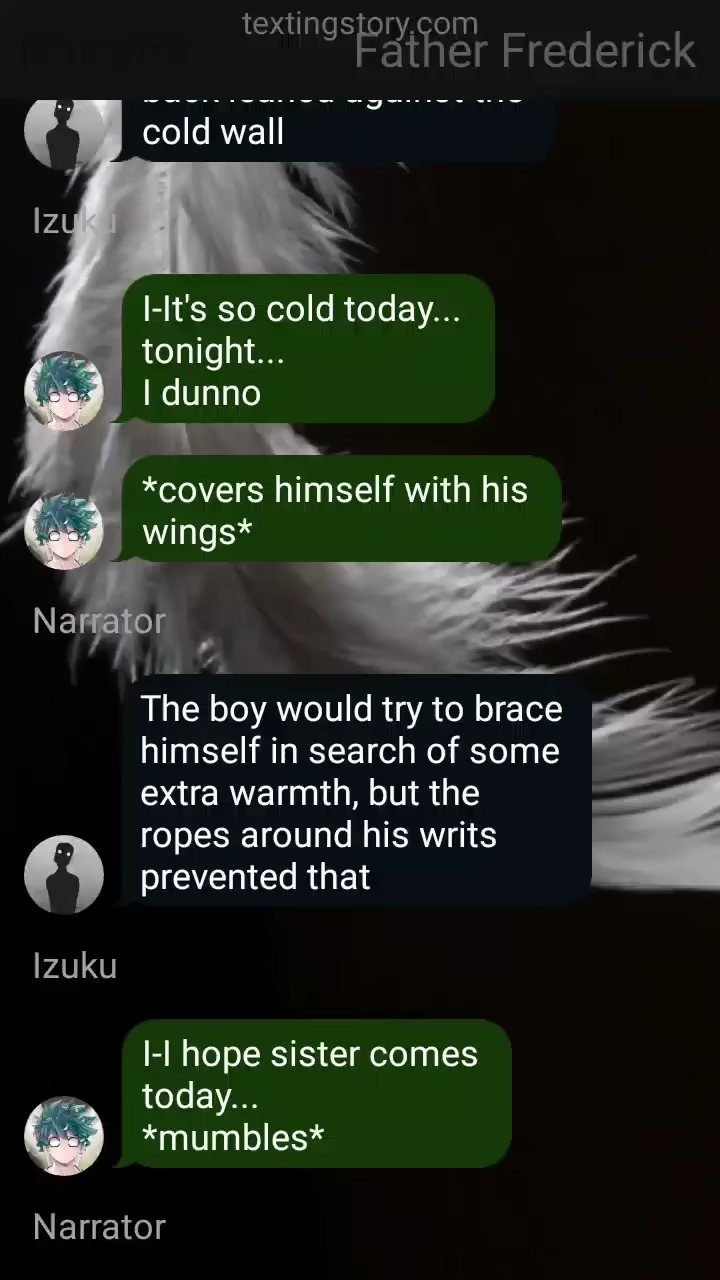 textingstory.com
Father Frederick
back leaned against the
cold wall
Izuku
I-It's so cold today...
tonight...
I dunno
*covers himself with his
wings*
Narrator
The boy would try to brace
himself in search of some
extra warmth, but the
ropes around his writs
prevented that
Izuku
I-I hope sister comes
today...
*mumbles*
Narrator